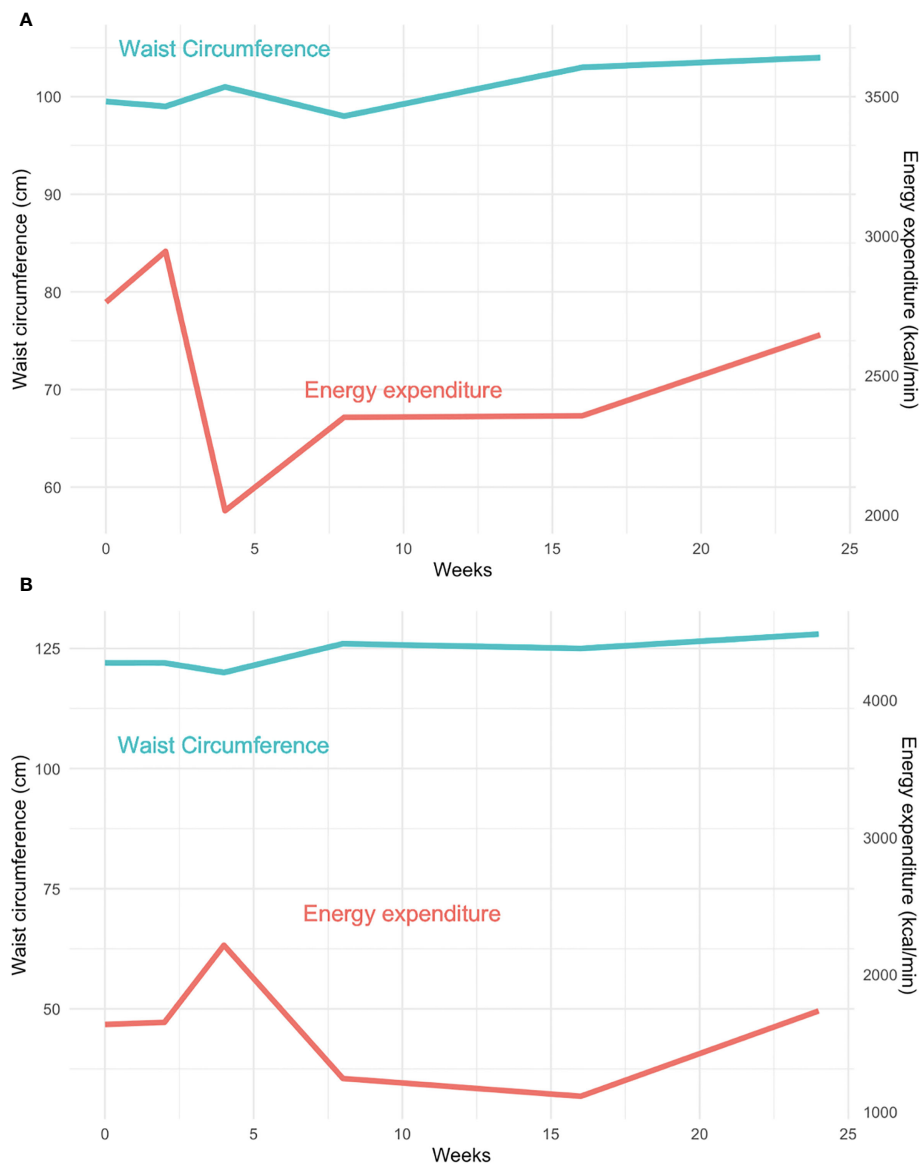 A
Waist Circumference
Energy expenditure
Waist circumference (cm)
100
90
80
70
60
Energy expenditure (kcal/min)
3500
3000
2500
2000
0 5 10 15 20 25
Weeks
B
Waist Circumference
Energy expenditure
Waist circumference (cm)
125
100
75
50
Energy expenditure (kcal/min)
4000
3000
2000
1000
0 5 10 15 20 25
Weeks